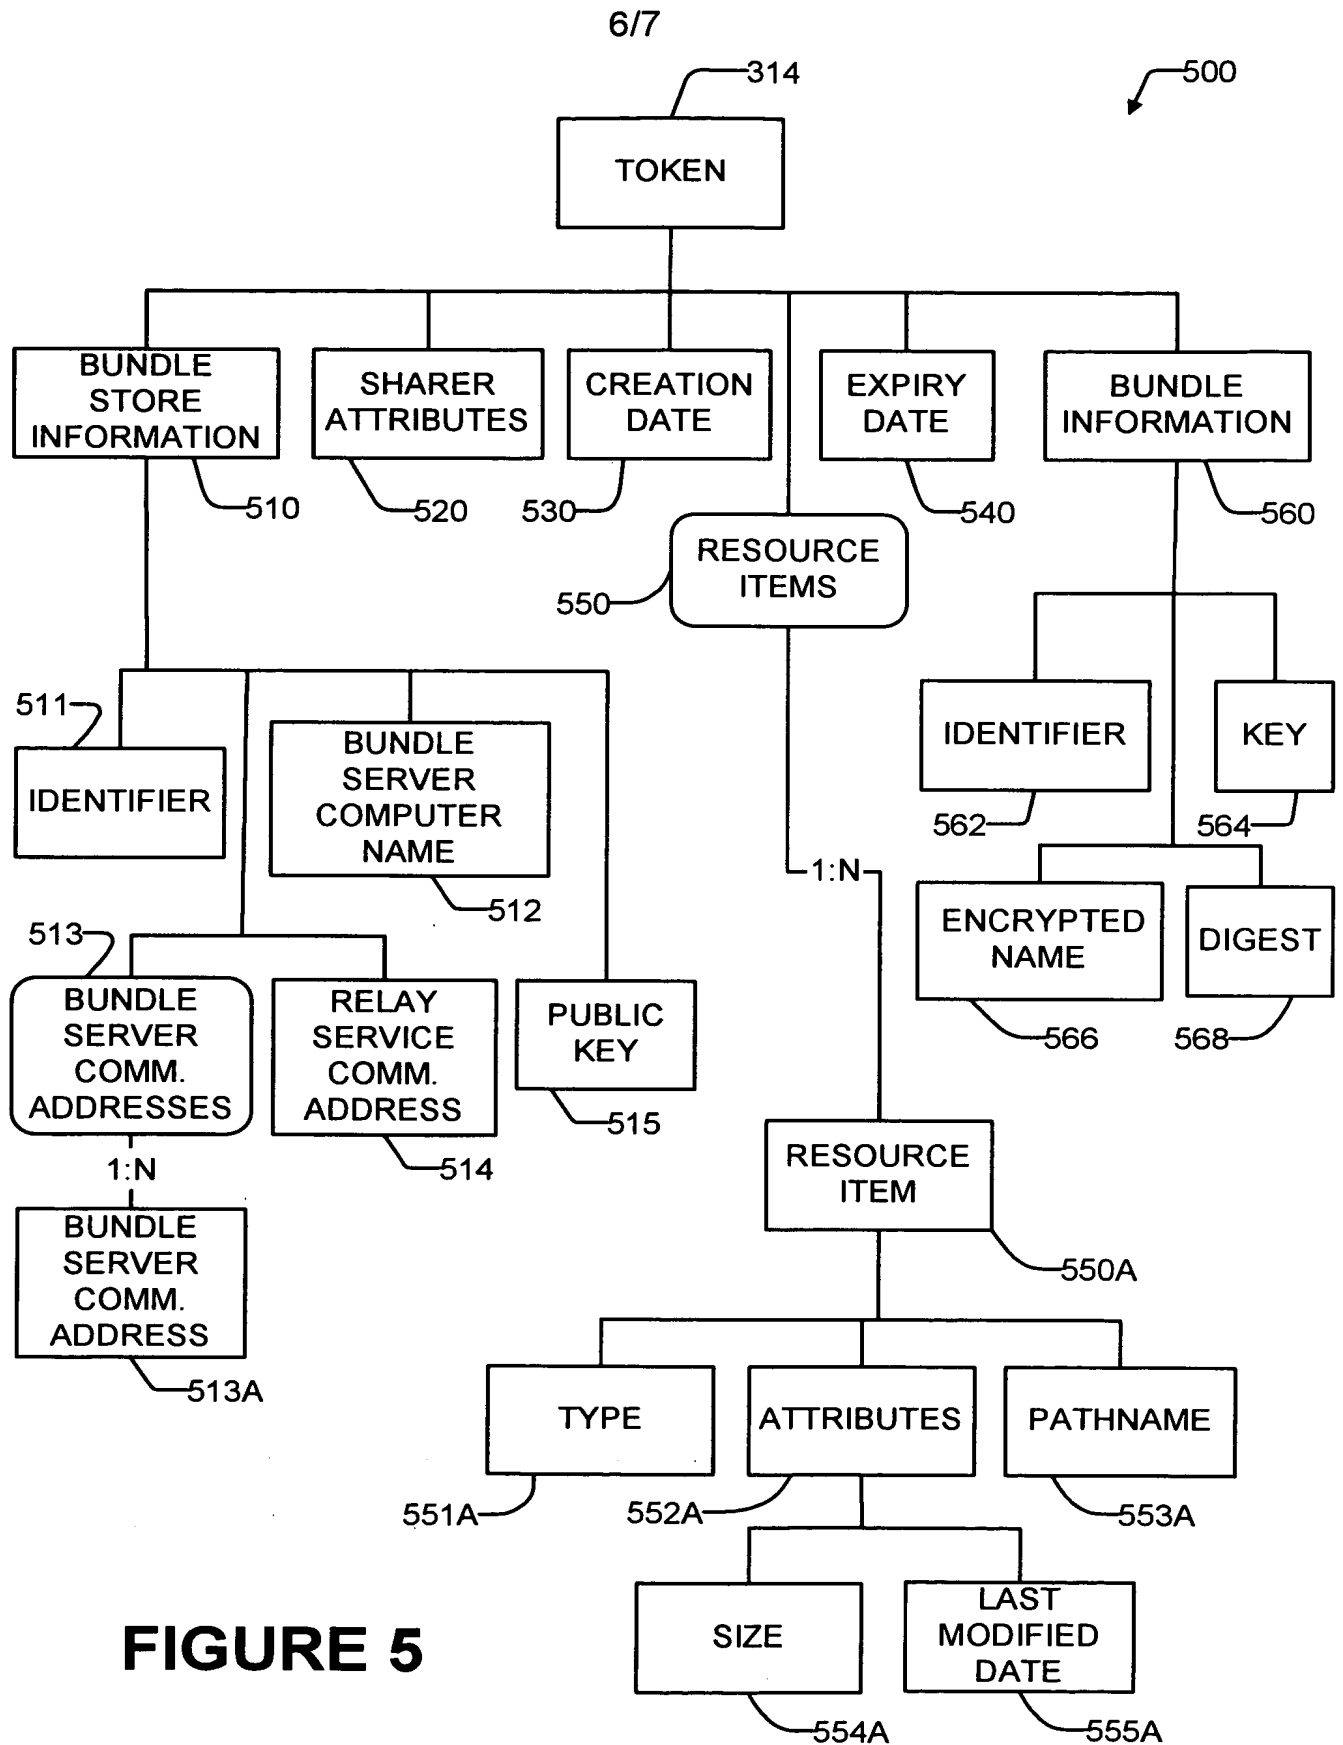 6/7
314
500
TOKEN
BUNDLE
STORE
INFORMATION
SHARER
ATTRIBUTES
CREATION
DATE
EXPIRY
DATE
BUNDLE
INFORMATION
510
520
530
540
560
RESOURCE
ITEMS
550
511
IDENTIFIER
BUNDLE
SERVER
COMPUTER
NAME
512
IDENTIFIER
KEY
562
564
1:N
ENCRYPTED
NAME
DIGEST
566
568
513
BUNDLE
SERVER
COMM.
ADDRESSES
RELAY
SERVICE
COMM.
ADDRESS
PUBLIC
KEY
515
514
1:N
BUNDLE
SERVER
COMM.
ADDRESS
513A
RESOURCE
ITEM
550A
TYPE
ATTRIBUTES
PATHNAME
551A
552A
553A
SIZE
LAST
MODIFIED
DATE
554A
555A
FIGURE 5